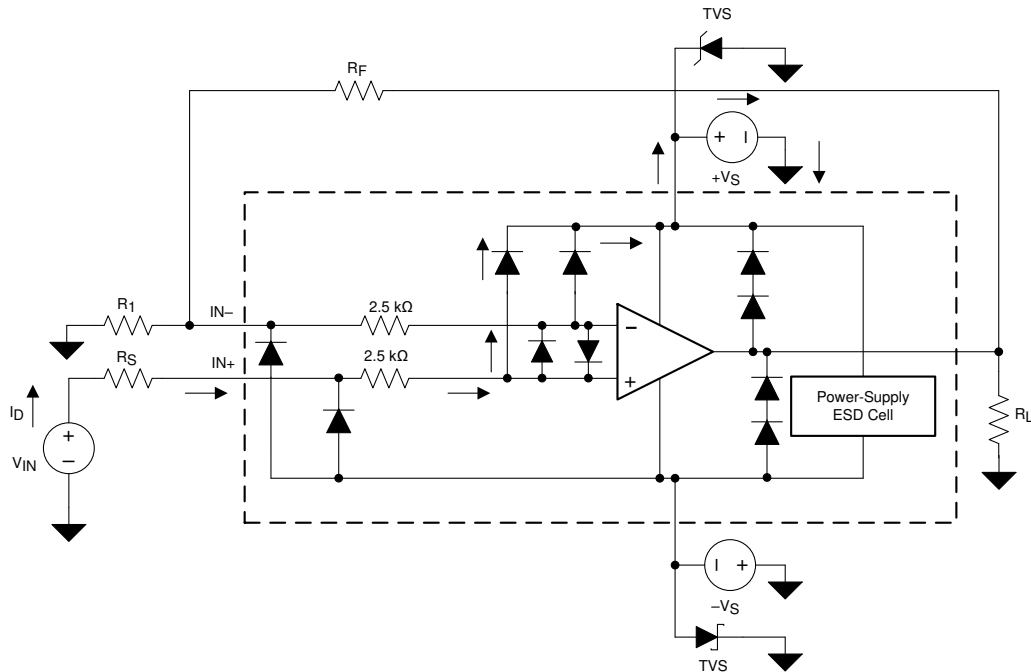 TVS
RF
+ –
+VS
R1
IN–
2.5 kΩ
RS
IN+
2.5 kΩ
–
+
ID
+
–
VIN
Power-Supply
ESD Cell
RL
– +
–VS
TVS